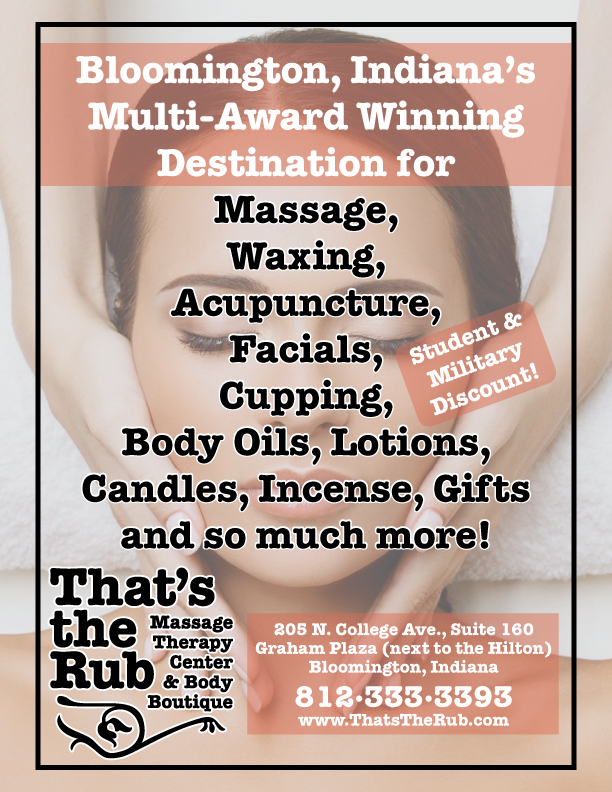 Bloomington, Indiana's
Multi-Award Winning
Destination for
Massage,
Waxing,
Acupuncture,
Facials,
Cupping,
Body Oils, Lotions,
Candles, Incense, Gifts
and so much more!
Student &
Military
Discount!
That's
the
Rub
Massage
Therapy
Center
& Body
Boutique
205 N. College Ave., Suite 160
Graham Plaza (next to the Hilton)
Bloomington, Indiana
812•333•3393
www.ThatsTheRub.com